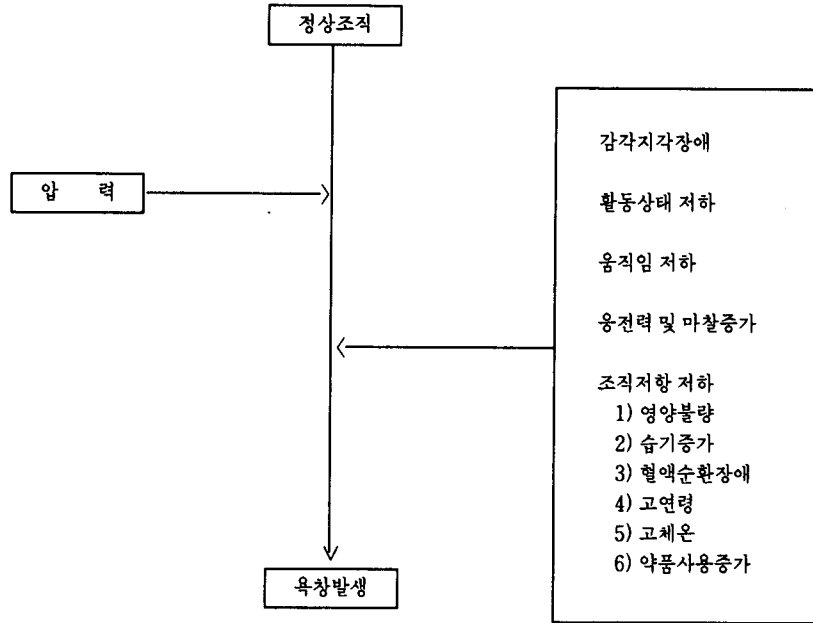 정상조직
감각지각장애
압 력
활동상태 저하
움직임 저하
응전력 및 마찰증가
조직저항 저하
1) 영양불량
2) 습기증가
3) 혈액순환장애
4) 고연령
5) 고체온
6) 약품사용증가
욕창발생